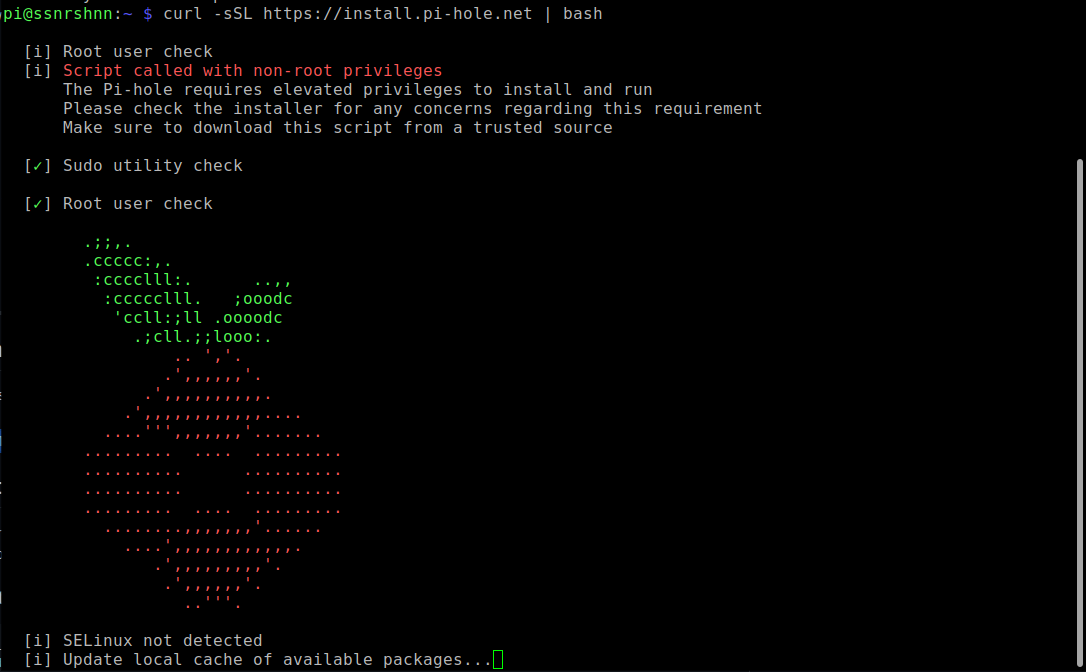 pi@ssnrshnn:~ $ curl -sSL https://install.pi-hole.net | bash
[i] Root user check
[i] Script called with non-root privileges
The Pi-hole requires elevated privileges to install and run
Please check the installer for any concerns regarding this requirement
Make sure to download this script from a trusted source
[✓] Sudo utility check
[✓] Root user check
.;;,.
.ccccc:,.
:cccclll:.      ..,,
:ccccclll.   ;ooodc
'ccll:;ll .oooodc
.;cll.;;looo:.
.. ','.
.',,,,,,'.
.',,,,,,,,,,.
.',,,,,,,,,,,,....
....''',,,,,,,'.......
.........  ....  .........
..........      ..........
..........      ..........
.........  ....  .........
........,,,,,,,'......
....',,,,,,,,,,,,.
.',,,,,,,,,'.
.',,,,,,'.
..'''.
[i] SELinux not detected
[i] Update local cache of available packages...